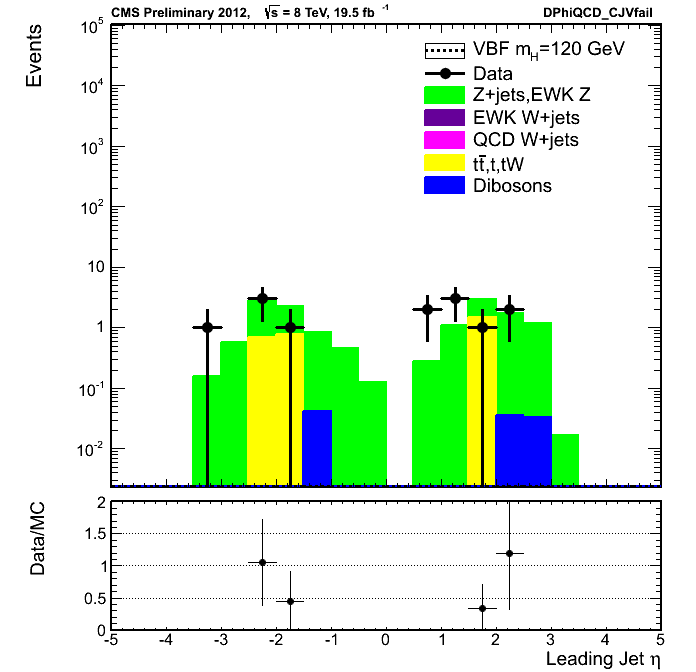 CMS Preliminary 2012, √s = 8 TeV, 19.5 fb⁻¹ DPhiQCD_CJVfail
Events
10⁵
10⁴
10³
10²
10
1
10⁻¹
10⁻²
VBF m_H=120 GeV
Data
Z+jets,EWK Z
EWK W+jets
QCD W+jets
tt̄,t,tW
Dibosons
Data/MC
2
1.5
1
0.5
0
-5 -4 -3 -2 -1 0 1 2 3 4 5
Leading Jet η